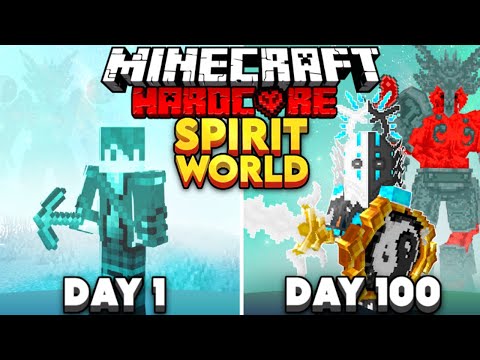 MINECRAFT
HARDCORE
SPIRIT
WORLD
DAY 1
DAY 100